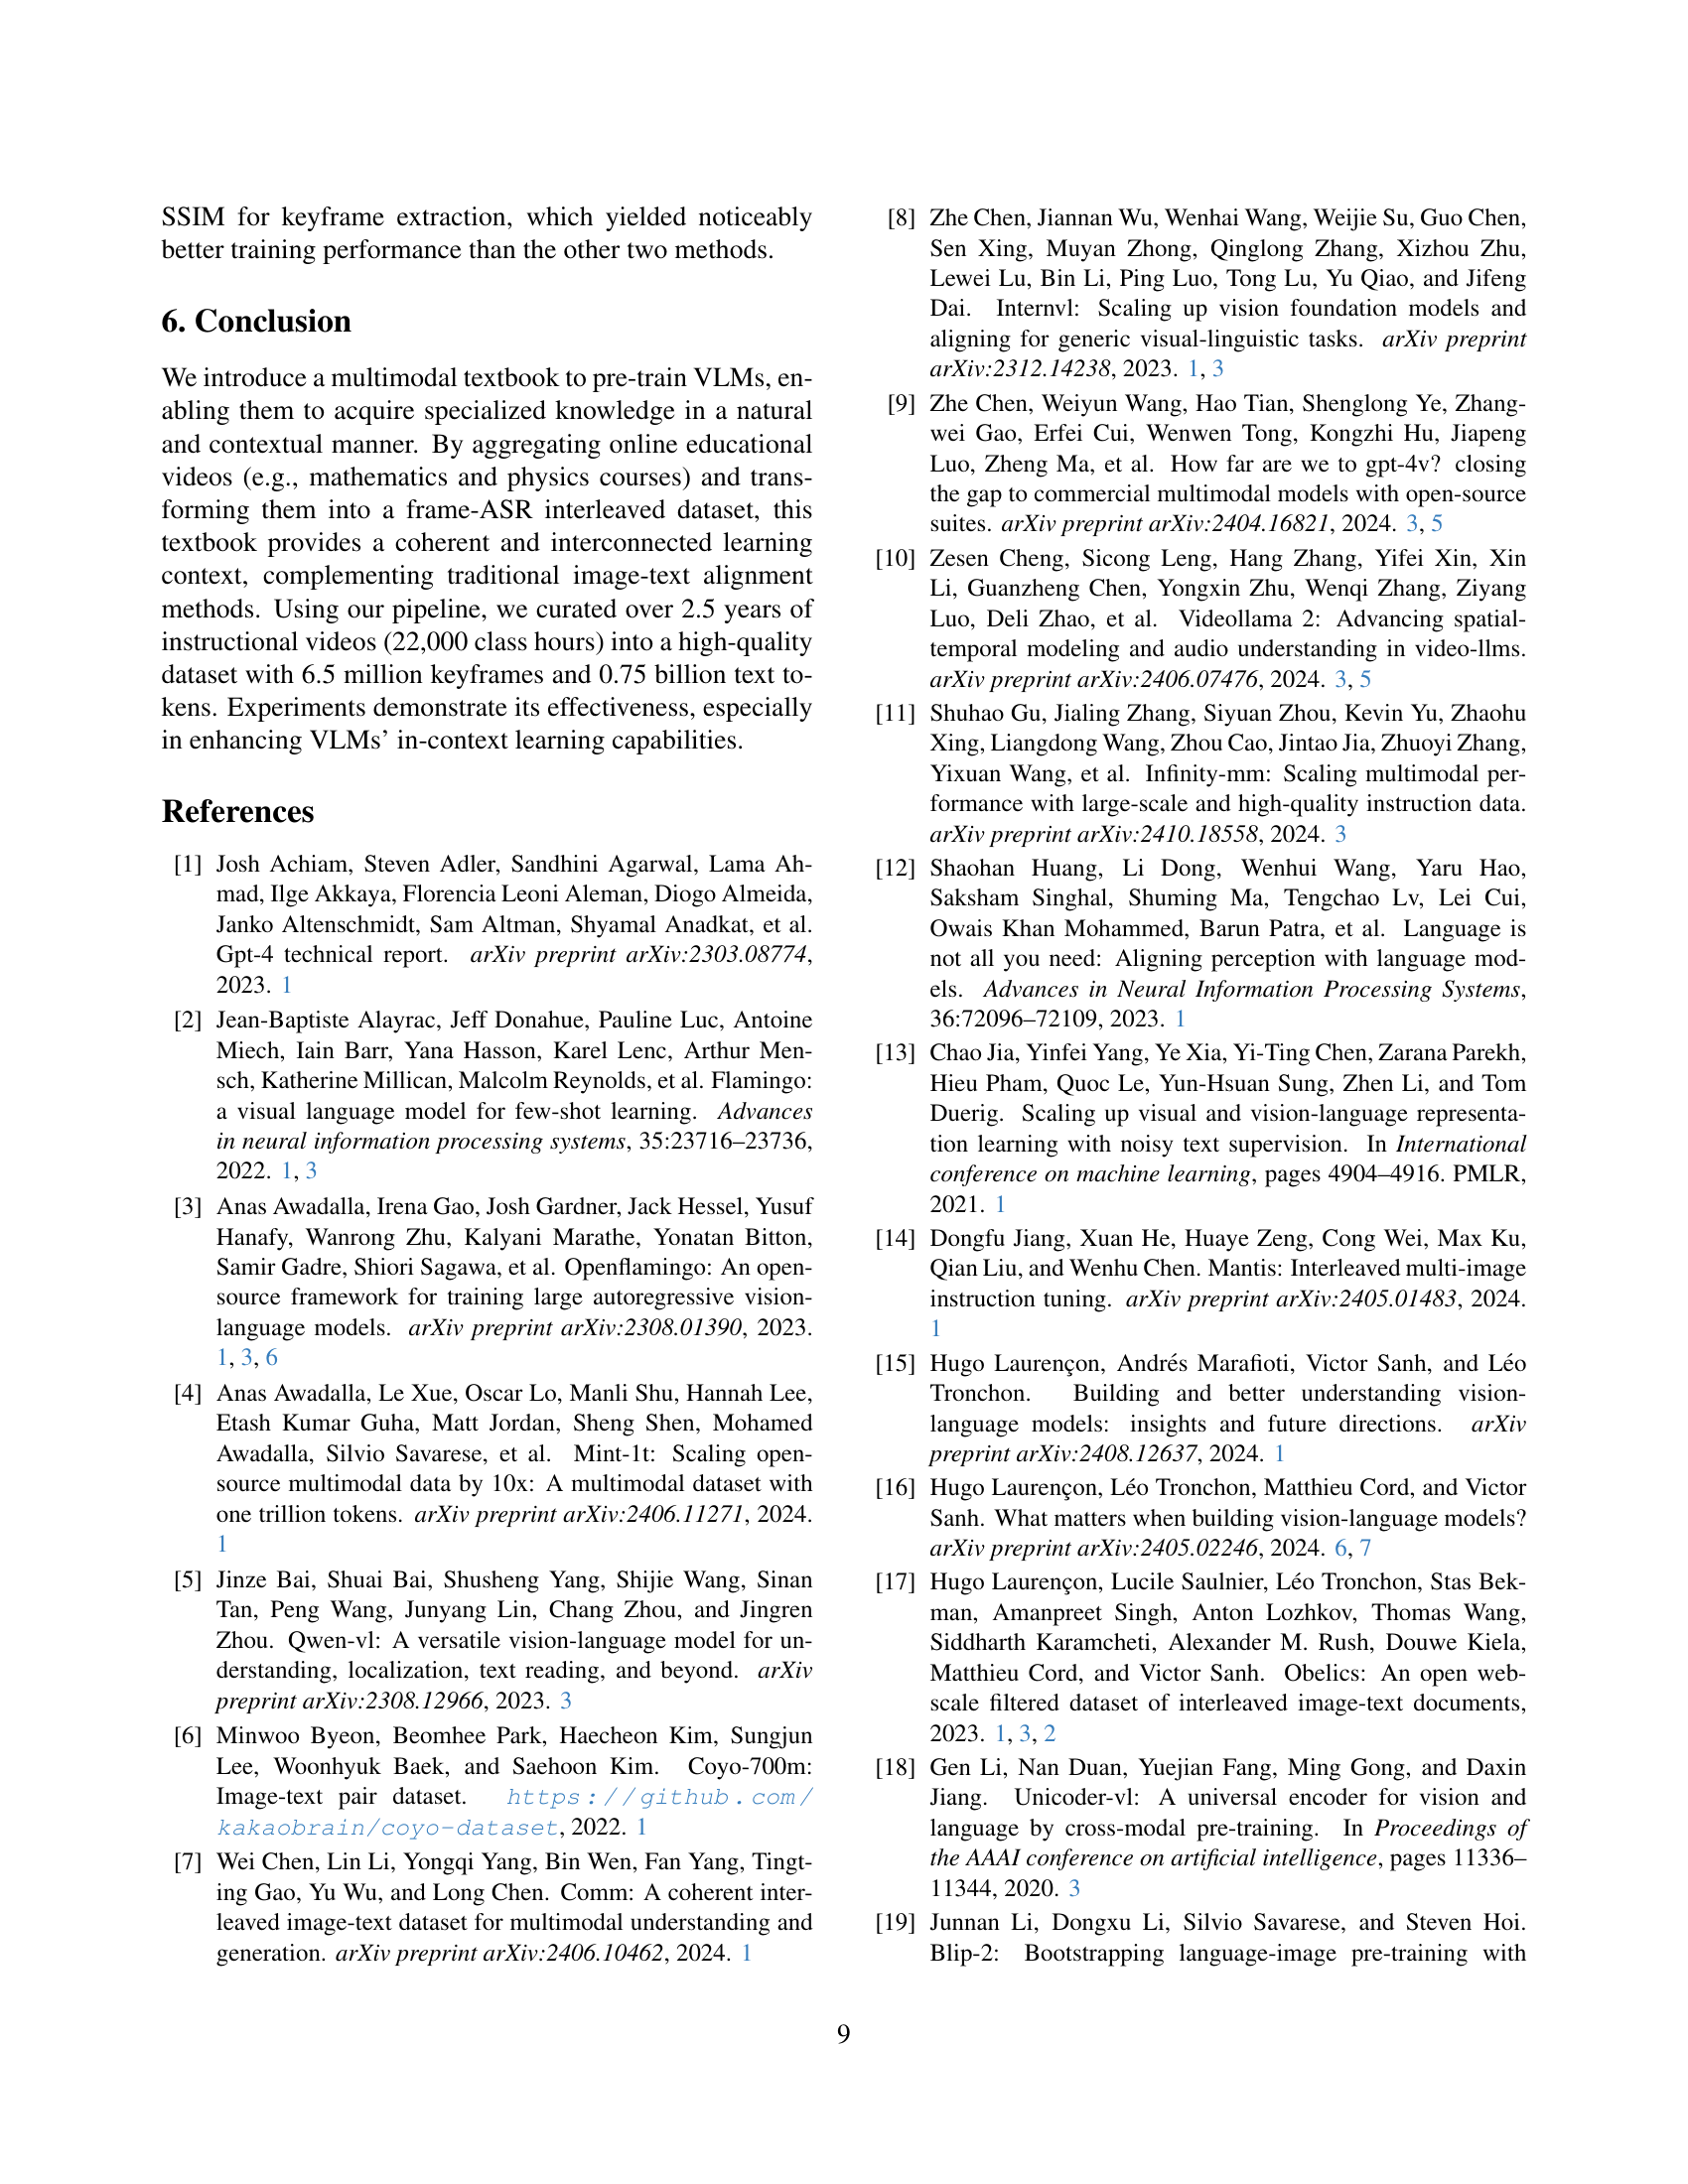 SSIM for keyframe extraction, which yielded noticeably
better training performance than the other two methods.
6. Conclusion
We introduce a multimodal textbook to pre-train VLMs, en-
abling them to acquire specialized knowledge in a natural
and contextual manner. By aggregating online educational
videos (e.g., mathematics and physics courses) and trans-
forming them into a frame-ASR interleaved dataset, this
textbook provides a coherent and interconnected learning
context, complementing traditional image-text alignment
methods. Using our pipeline, we curated over 2.5 years of
instructional videos (22,000 class hours) into a high-quality
dataset with 6.5 million keyframes and 0.75 billion text to-
kens. Experiments demonstrate its effectiveness, especially
in enhancing VLMs’ in-context learning capabilities.
References
[1] Josh Achiam, Steven Adler, Sandhini Agarwal, Lama Ah-
mad, Ilge Akkaya, Florencia Leoni Aleman, Diogo Almeida,
Janko Altenschmidt, Sam Altman, Shyamal Anadkat, et al.
Gpt-4 technical report. arXiv preprint arXiv:2303.08774,
2023. 1
[2] Jean-Baptiste Alayrac, Jeff Donahue, Pauline Luc, Antoine
Miech, Iain Barr, Yana Hasson, Karel Lenc, Arthur Men-
sch, Katherine Millican, Malcolm Reynolds, et al. Flamingo:
a visual language model for few-shot learning. Advances
in neural information processing systems, 35:23716–23736,
2022. 1, 3
[3] Anas Awadalla, Irena Gao, Josh Gardner, Jack Hessel, Yusuf
Hanafy, Wanrong Zhu, Kalyani Marathe, Yonatan Bitton,
Samir Gadre, Shiori Sagawa, et al. Openflamingo: An open-
source framework for training large autoregressive vision-
language models. arXiv preprint arXiv:2308.01390, 2023.
1, 3, 6
[4] Anas Awadalla, Le Xue, Oscar Lo, Manli Shu, Hannah Lee,
Etash Kumar Guha, Matt Jordan, Sheng Shen, Mohamed
Awadalla, Silvio Savarese, et al. Mint-1t: Scaling open-
source multimodal data by 10x: A multimodal dataset with
one trillion tokens. arXiv preprint arXiv:2406.11271, 2024.
1
[5] Jinze Bai, Shuai Bai, Shusheng Yang, Shijie Wang, Sinan
Tan, Peng Wang, Junyang Lin, Chang Zhou, and Jingren
Zhou. Qwen-vl: A versatile vision-language model for un-
derstanding, localization, text reading, and beyond. arXiv
preprint arXiv:2308.12966, 2023. 3
[6] Minwoo Byeon, Beomhee Park, Haecheon Kim, Sungjun
Lee, Woonhyuk Baek, and Saehoon Kim. Coyo-700m:
Image-text pair dataset. https://github.com/
kakaobrain/coyo-dataset, 2022. 1
[7] Wei Chen, Lin Li, Yongqi Yang, Bin Wen, Fan Yang, Tingt-
ing Gao, Yu Wu, and Long Chen. Comm: A coherent inter-
leaved image-text dataset for multimodal understanding and
generation. arXiv preprint arXiv:2406.10462, 2024. 1
[8] Zhe Chen, Jiannan Wu, Wenhai Wang, Weijie Su, Guo Chen,
Sen Xing, Muyan Zhong, Qinglong Zhang, Xizhou Zhu,
Lewei Lu, Bin Li, Ping Luo, Tong Lu, Yu Qiao, and Jifeng
Dai. Internvl: Scaling up vision foundation models and
aligning for generic visual-linguistic tasks. arXiv preprint
arXiv:2312.14238, 2023. 1, 3
[9] Zhe Chen, Weiyun Wang, Hao Tian, Shenglong Ye, Zhang-
wei Gao, Erfei Cui, Wenwen Tong, Kongzhi Hu, Jiapeng
Luo, Zheng Ma, et al. How far are we to gpt-4v? closing
the gap to commercial multimodal models with open-source
suites. arXiv preprint arXiv:2404.16821, 2024. 3, 5
[10] Zesen Cheng, Sicong Leng, Hang Zhang, Yifei Xin, Xin
Li, Guanzheng Chen, Yongxin Zhu, Wenqi Zhang, Ziyang
Luo, Deli Zhao, et al. Videollama 2: Advancing spatial-
temporal modeling and audio understanding in video-llms.
arXiv preprint arXiv:2406.07476, 2024. 3, 5
[11] Shuhao Gu, Jialing Zhang, Siyuan Zhou, Kevin Yu, Zhaohu
Xing, Liangdong Wang, Zhou Cao, Jintao Jia, Zhuoyi Zhang,
Yixuan Wang, et al. Infinity-mm: Scaling multimodal per-
formance with large-scale and high-quality instruction data.
arXiv preprint arXiv:2410.18558, 2024. 3
[12] Shaohan Huang, Li Dong, Wenhui Wang, Yaru Hao,
Saksham Singhal, Shuming Ma, Tengchao Lv, Lei Cui,
Owais Khan Mohammed, Barun Patra, et al. Language is
not all you need: Aligning perception with language mod-
els. Advances in Neural Information Processing Systems,
36:72096–72109, 2023. 1
[13] Chao Jia, Yinfei Yang, Ye Xia, Yi-Ting Chen, Zarana Parekh,
Hieu Pham, Quoc Le, Yun-Hsuan Sung, Zhen Li, and Tom
Duerig. Scaling up visual and vision-language representa-
tion learning with noisy text supervision. In International
conference on machine learning, pages 4904–4916. PMLR,
2021. 1
[14] Dongfu Jiang, Xuan He, Huaye Zeng, Cong Wei, Max Ku,
Qian Liu, and Wenhu Chen. Mantis: Interleaved multi-image
instruction tuning. arXiv preprint arXiv:2405.01483, 2024.
1
[15] Hugo Laurençon, Andrés Marafioti, Victor Sanh, and Léo
Tronchon. Building and better understanding vision-
language models: insights and future directions. arXiv
preprint arXiv:2408.12637, 2024. 1
[16] Hugo Laurençon, Léo Tronchon, Matthieu Cord, and Victor
Sanh. What matters when building vision-language models?
arXiv preprint arXiv:2405.02246, 2024. 6, 7
[17] Hugo Laurençon, Lucile Saulnier, Léo Tronchon, Stas Bek-
man, Amanpreet Singh, Anton Lozhkov, Thomas Wang,
Siddharth Karamcheti, Alexander M. Rush, Douwe Kiela,
Matthieu Cord, and Victor Sanh. Obelics: An open web-
scale filtered dataset of interleaved image-text documents,
2023. 1, 3, 2
[18] Gen Li, Nan Duan, Yuejian Fang, Ming Gong, and Daxin
Jiang. Unicoder-vl: A universal encoder for vision and
language by cross-modal pre-training. In Proceedings of
the AAAI conference on artificial intelligence, pages 11336–
11344, 2020. 3
[19] Junnan Li, Dongxu Li, Silvio Savarese, and Steven Hoi.
Blip-2: Bootstrapping language-image pre-training with
9